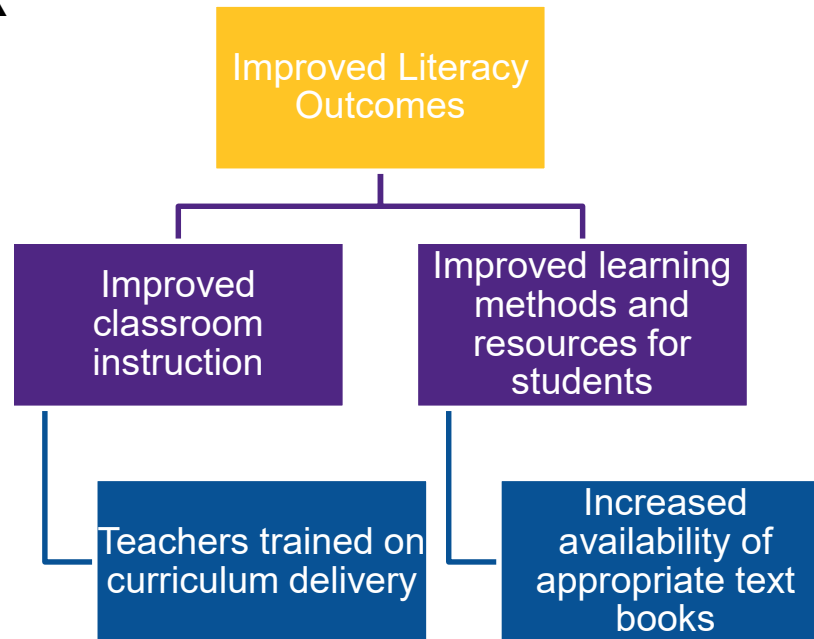 Improved Literacy
Outcomes
Improved
classroom
instruction
Improved learning
methods and
resources for
students
Teachers trained on
curriculum delivery
Increased
availability of
appropriate text
books